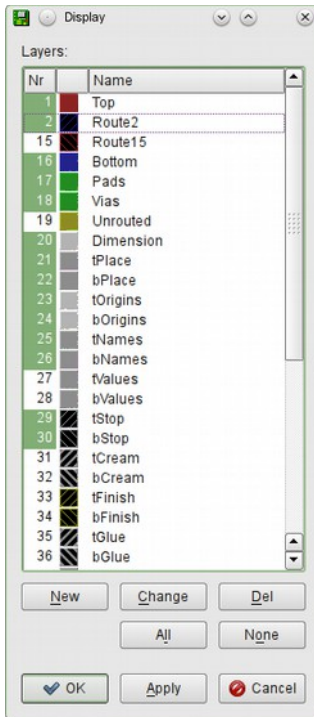 Display
Layers:
Nr Name
1 Top
2 Route2
15 Route15
16 Bottom
17 Pads
18 Vias
19 Unrouted
20 Dimension
21 tPlace
22 bPlace
23 tOrigins
24 bOrigins
25 tNames
26 bNames
27 tValues
28 bValues
29 tStop
30 bStop
31 tCream
32 bCream
33 tFinish
34 bFinish
35 tGlue
36 bGlue
New Change Del
All None
OK Apply Cancel